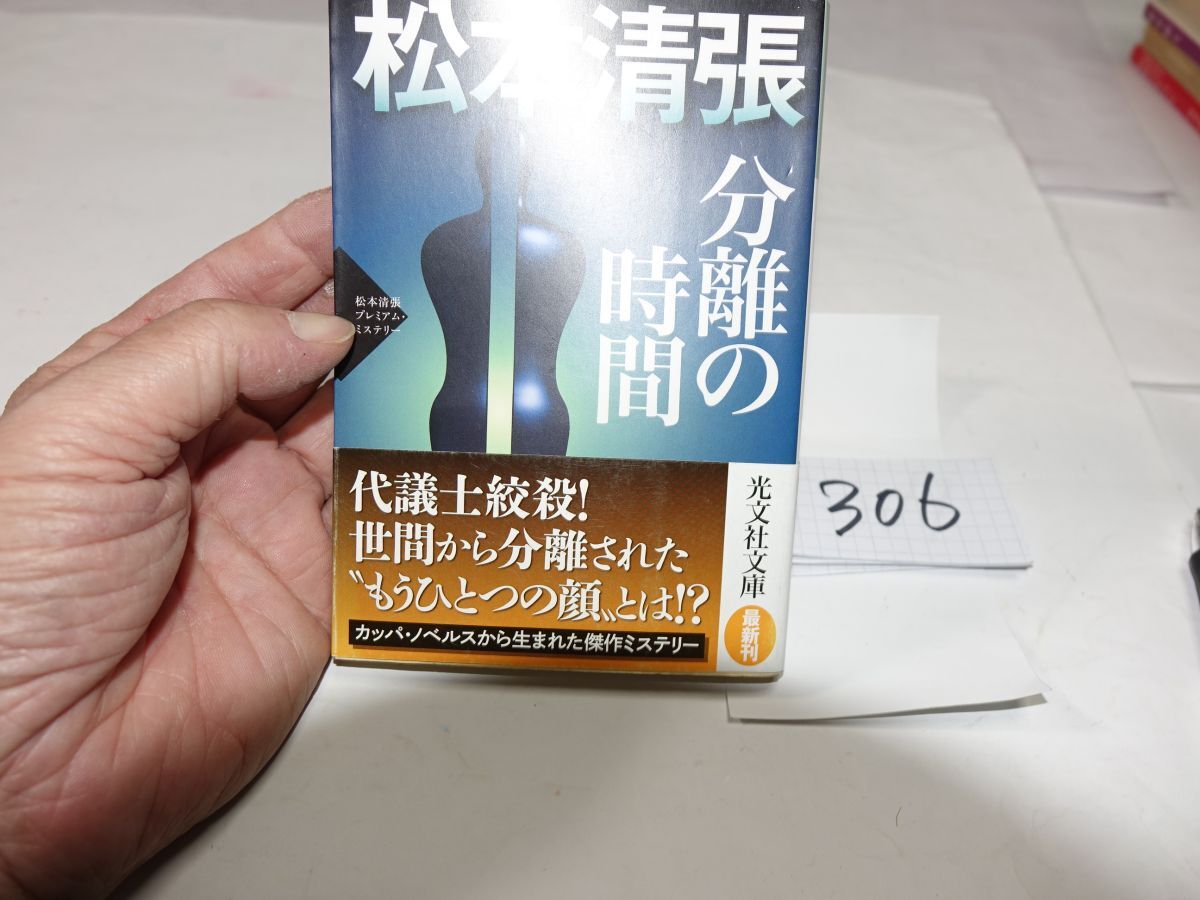 松本清張
分離の
時間
松本清張
プレミアム・
ミステリー
代議士絞殺!
世間から分離された
〝もうひとつの顔〟とは!?
カッパ・ノベルスから生まれた傑作ミステリー
光文社文庫
最新刊
306